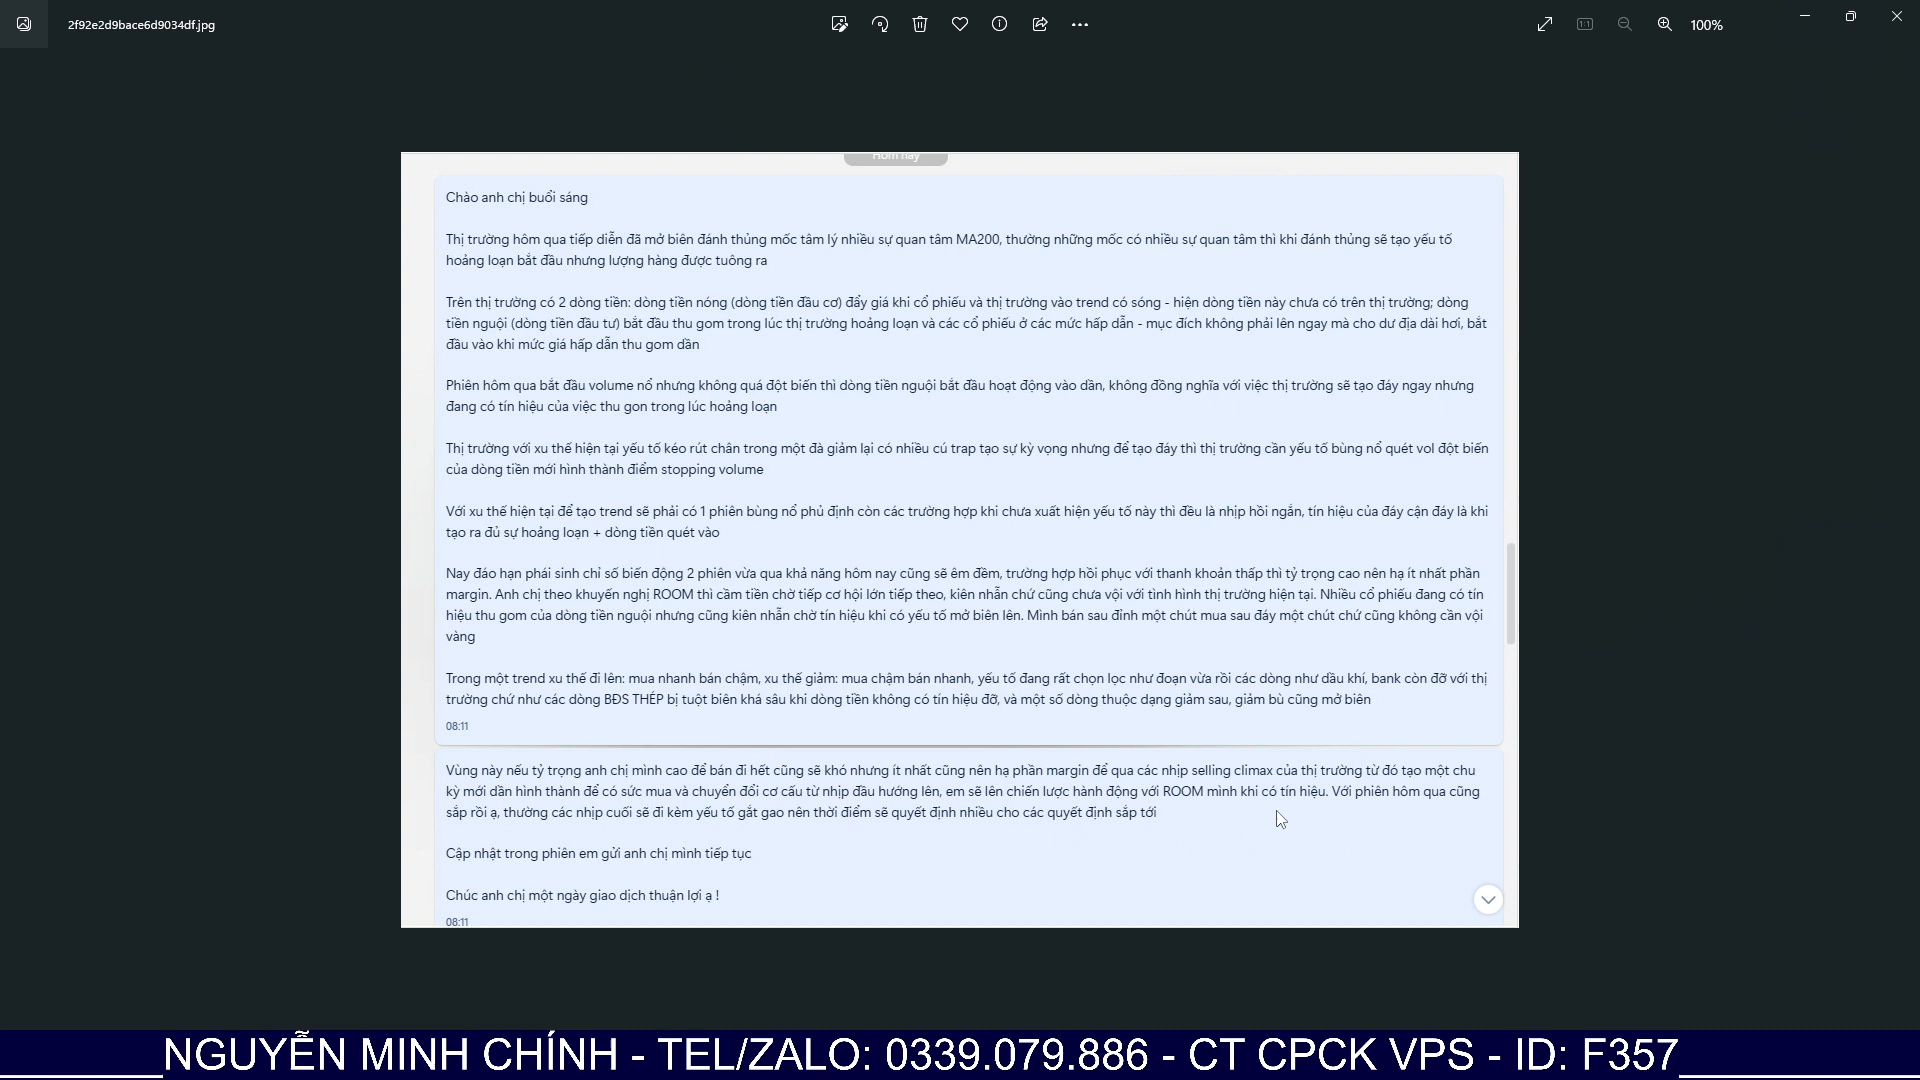 2f92e2d9bace6d9034df.jpg
100%
Hôm nay
Chào anh chị buổi sáng
Thị trường hôm qua tiếp diễn đã mở biên đánh thủng mốc tâm lý nhiều sự quan tâm MA200, thường những mốc có nhiều sự quan tâm thì khi đánh thủng sẽ tạo yếu tố
hoảng loạn bắt đầu nhưng lượng hàng được tuông ra
Trên thị trường có 2 dòng tiền: dòng tiền nóng (dòng tiền đầu cơ) đẩy giá khi cổ phiếu và thị trường vào trend có sóng - hiện dòng tiền này chưa có trên thị trường; dòng
tiền nguội (dòng tiền đầu tư) bắt đầu thu gom trong lúc thị trường hoảng loạn và các cổ phiếu ở các mức hấp dẫn - mục đích không phải lên ngay mà cho dư địa dài hơi, bắt
đầu vào khi mức giá hấp dẫn thu gom dần
Phiên hôm qua bắt đầu volume nổ nhưng không quá đột biến thì dòng tiền nguội bắt đầu hoạt động vào dần, không đồng nghĩa với việc thị trường sẽ tạo đáy ngay nhưng
đang có tín hiệu của việc thu gon trong lúc hoảng loạn
Thị trường với xu thế hiện tại yếu tố kéo rút chân trong một đà giảm lại có nhiều cú trap tạo sự kỳ vọng nhưng để tạo đáy thì thị trường cần yếu tố bùng nổ quét vol đột biến
của dòng tiền mới hình thành điểm stopping volume
Với xu thế hiện tại để tạo trend sẽ phải có 1 phiên bùng nổ phủ định còn các trường hợp khi chưa xuất hiện yếu tố này thì đều là nhịp hồi ngắn, tín hiệu của đáy cận đáy là khi
tạo ra đủ sự hoảng loạn + dòng tiền quét vào
Nay đáo hạn phái sinh chỉ số biến động 2 phiên vừa qua khả năng hôm nay cũng sẽ êm đềm, trường hợp hồi phục với thanh khoản thấp thì tỷ trọng cao nên hạ ít nhất phần
margin. Anh chị theo khuyến nghị ROOM thì cầm tiền chờ tiếp cơ hội lớn tiếp theo, kiên nhẫn chứ cũng chưa vội với tình hình thị trường hiện tại. Nhiều cổ phiếu đang có tín
hiệu thu gom của dòng tiền nguội nhưng cũng kiên nhẫn chờ tín hiệu khi có yếu tố mở biên lên. Mình bán sau đỉnh một chút mua sau đáy một chút chứ cũng không cần vội
vàng
Trong một trend xu thế đi lên: mua nhanh bán chậm, xu thế giảm: mua chậm bán nhanh, yếu tố đang rất chọn lọc như đoạn vừa rồi các dòng như dầu khí, bank còn đỡ với thị
trường chứ như các dòng BĐS THÉP bị tuột biên khá sâu khi dòng tiền không có tín hiệu đỡ, và một số dòng thuộc dạng giảm sau, giảm bù cũng mở biên
08:11
Vùng này nếu tỷ trọng anh chị mình cao để bán đi hết cũng sẽ khó nhưng ít nhất cũng nên hạ phần margin để qua các nhịp selling climax của thị trường từ đó tạo một chu
kỳ mới dần hình thành để có sức mua và chuyển đổi cơ cấu từ nhịp đầu hướng lên, em sẽ lên chiến lược hành động với ROOM mình khi có tín hiệu. Với phiên hôm qua cũng
sắp rồi ạ, thường các nhịp cuối sẽ đi kèm yếu tố gắt gao nên thời điểm sẽ quyết định nhiều cho các quyết định sắp tới
Cập nhật trong phiên em gửi anh chị mình tiếp tục
Chúc anh chị một ngày giao dịch thuận lợi ạ !
08:11
NGUYỄN MINH CHÍNH - TEL/ZALO: 0339.079.886 - CT CPCK VPS - ID: F357